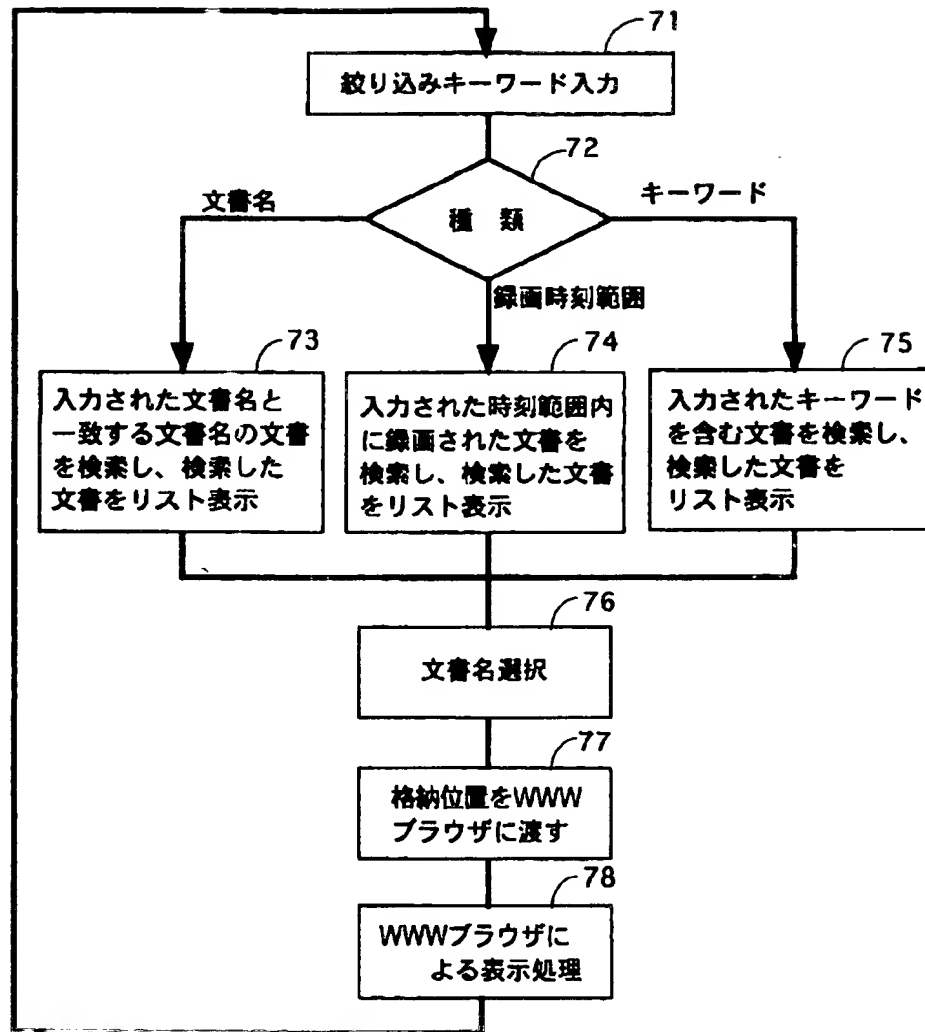 71
絞り込みキーワード入力
72
文書名
キーワード
種 類
録画時刻範囲
73
入力された文書名と
一致する文書名の文書
を検索し、検索した
文書をリスト表示
74
入力された時刻範囲内
に録画された文書を
検索し、検索した文書
をリスト表示
75
入力されたキーワード
を含む文書を検索し、
検索した文書を
リスト表示
76
文書名選択
77
格納位置をWWW
ブラウザに渡す
78
WWWブラウザに
よる表示処理